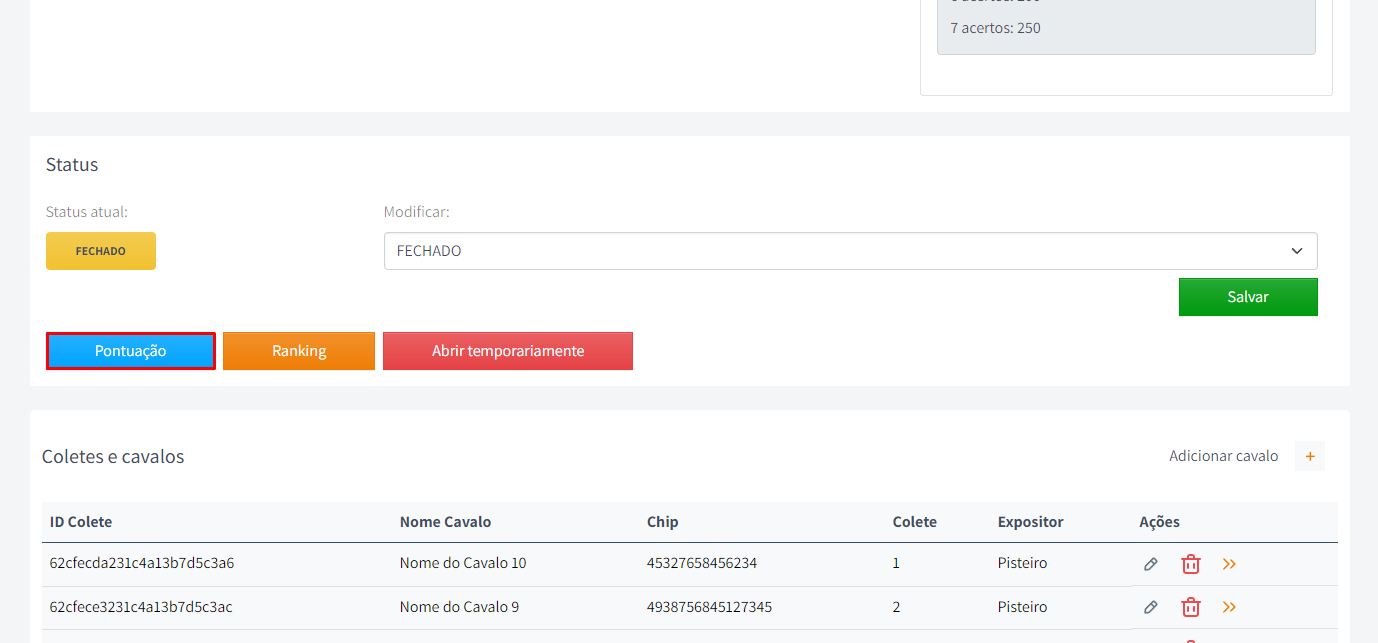 7 acertos: 250
Status
Status atual:
Modificar:
FECHADO
FECHADO
Salvar
Pontuação
Ranking
Abrir temporariamente
Coletes e cavalos
Adicionar cavalo +
ID Colete Nome Cavalo Chip Colete Expositor Ações
62cfecda231c4a13b7d5c3a6 Nome do Cavalo 10 45327658456234 1 Pisteiro
62cfece3231c4a13b7d5c3ac Nome do Cavalo 9 4938756845127345 2 Pisteiro